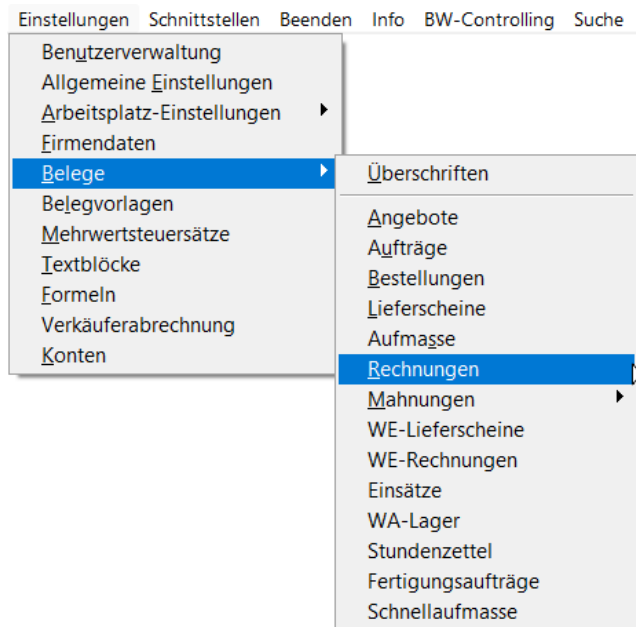 Einstellungen Schnittstellen Beenden Info BW-Controlling Suche
Benutzerverwaltung
Allgemeine Einstellungen
Arbeitsplatz-Einstellungen
Firmendaten
Belege
Belegvorlagen
Mehrwertsteuersätze
Textblöcke
Formeln
Verkäuferabrechnung
Konten
Überschriften
Angebote
Aufträge
Bestellungen
Lieferscheine
Aufmasse
Rechnungen
Mahnungen
WE-Lieferscheine
WE-Rechnungen
Einsätze
WA-Lager
Stundenzettel
Fertigungsaufträge
Schnellaufmasse